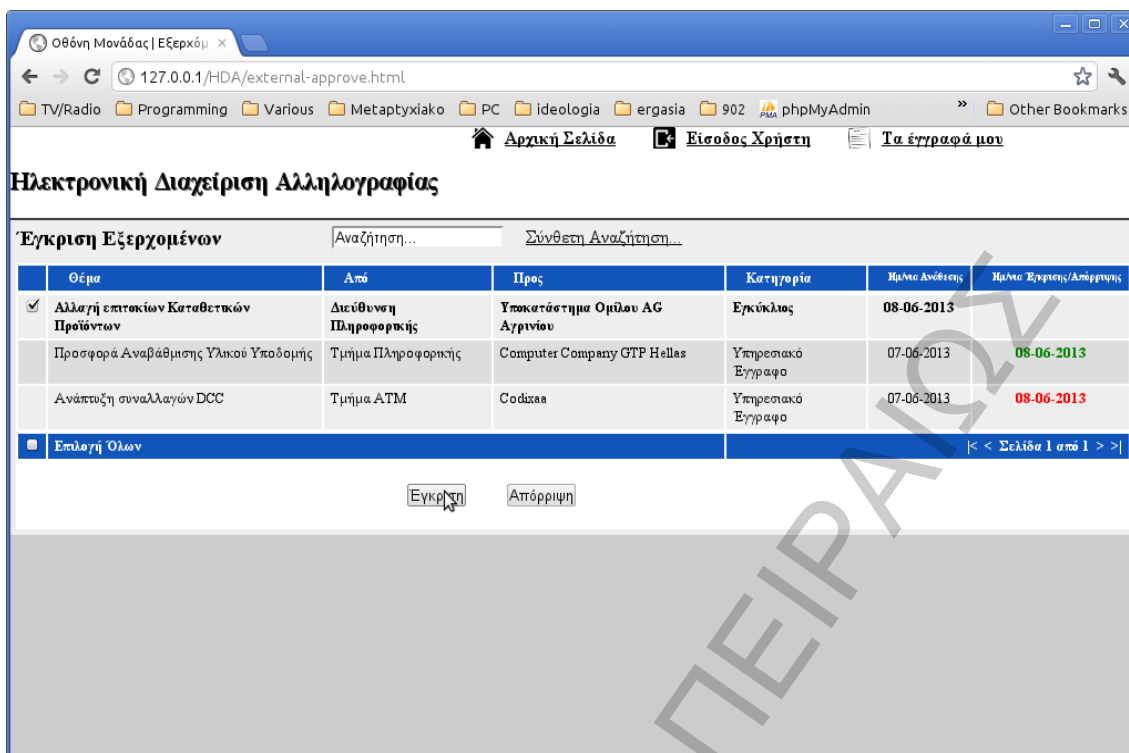 Οθόνη Μονάδας | Εξερχόμ
127.0.0.1/HDA/external-approve.html
TV/Radio Programming Various Metaptyxiako PC ideologia ergasia 902 phpMyAdmin » Other Bookmarks
Αρχική Σελίδα Είσοδος Χρήστη Τα έγγραφά μου
Ηλεκτρονική Διαχείριση Αλληλογραφίας
Έγκριση Εξερχομένων Αναζήτηση... Σύνθετη Αναζήτηση...
Θέμα Από Προς Κατηγορία Ημ/νια Ανάθεσης Ημ/νια Έγκρισης/Απόρριψης
Αλλαγή επιτοκίων Καταθετικών Διεύθυνση Υποκατάστημα Ομίλου AG Εγκύκλιος 08-06-2013
Προϊόντων Πληροφορικής Αγρινίου
Προσφορά Αναβάθμισης Υλικού Υποδομής Τμήμα Πληροφορικής Computer Company GTP Hellas Υπηρεσιακό 07-06-2013 08-06-2013
Έγγραφο
Ανάπτυξη συναλλαγών DCC Τμήμα ATM Codixaa Υπηρεσιακό 07-06-2013 08-06-2013
Έγγραφο
Επιλογή Όλων |< < Σελίδα 1 από 1 > >|
Εγκριση Απόρριψη
ΠΕΙΡΑΙΩΣ